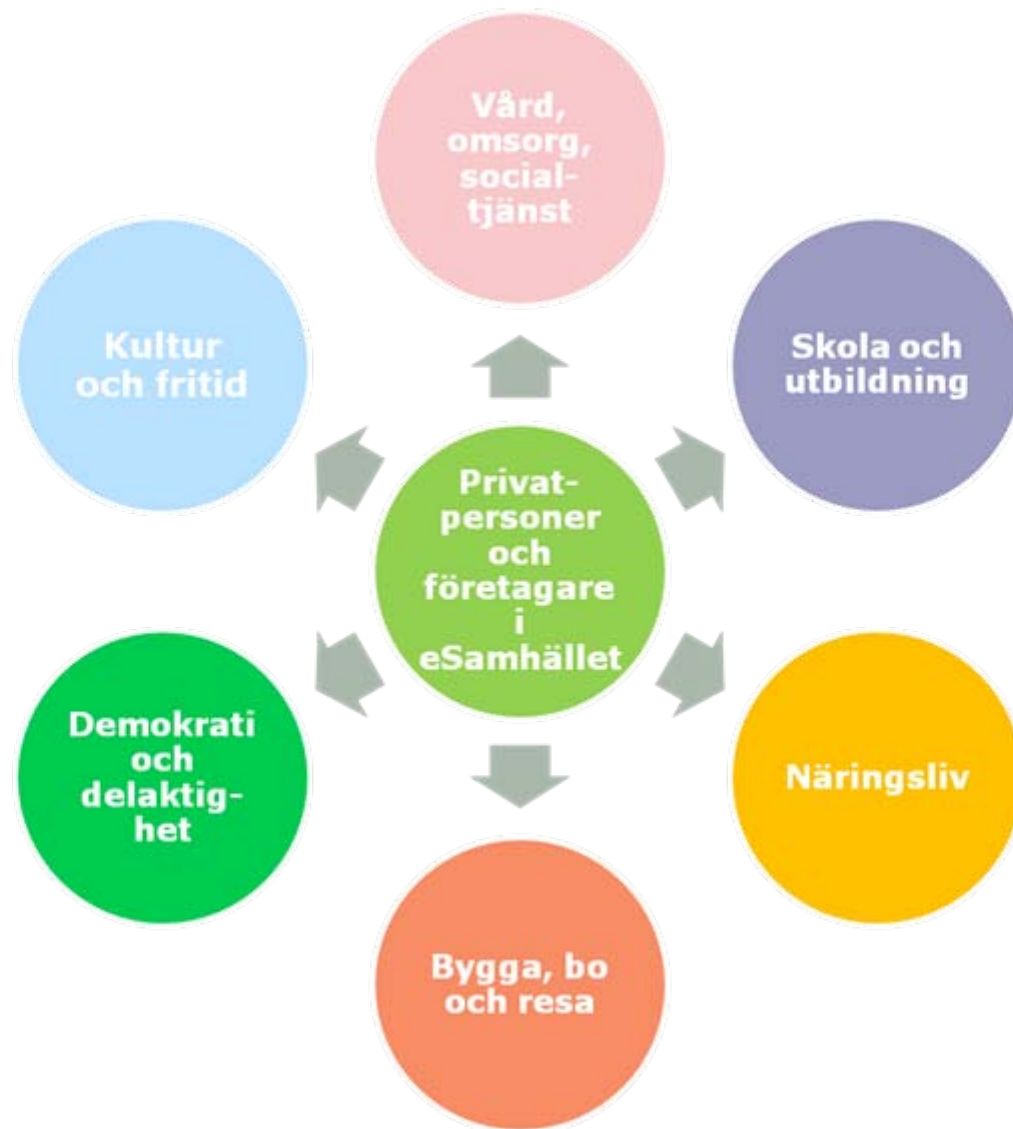 Vård,
omsorg,
social-
tjänst
Kultur
och fritid
Skola och
utbildning
Privat-
personer
och
företagare
i
eSamhället
Demokrati
och
delaktig-
het
Näringsliv
Bygga, bo
och resa